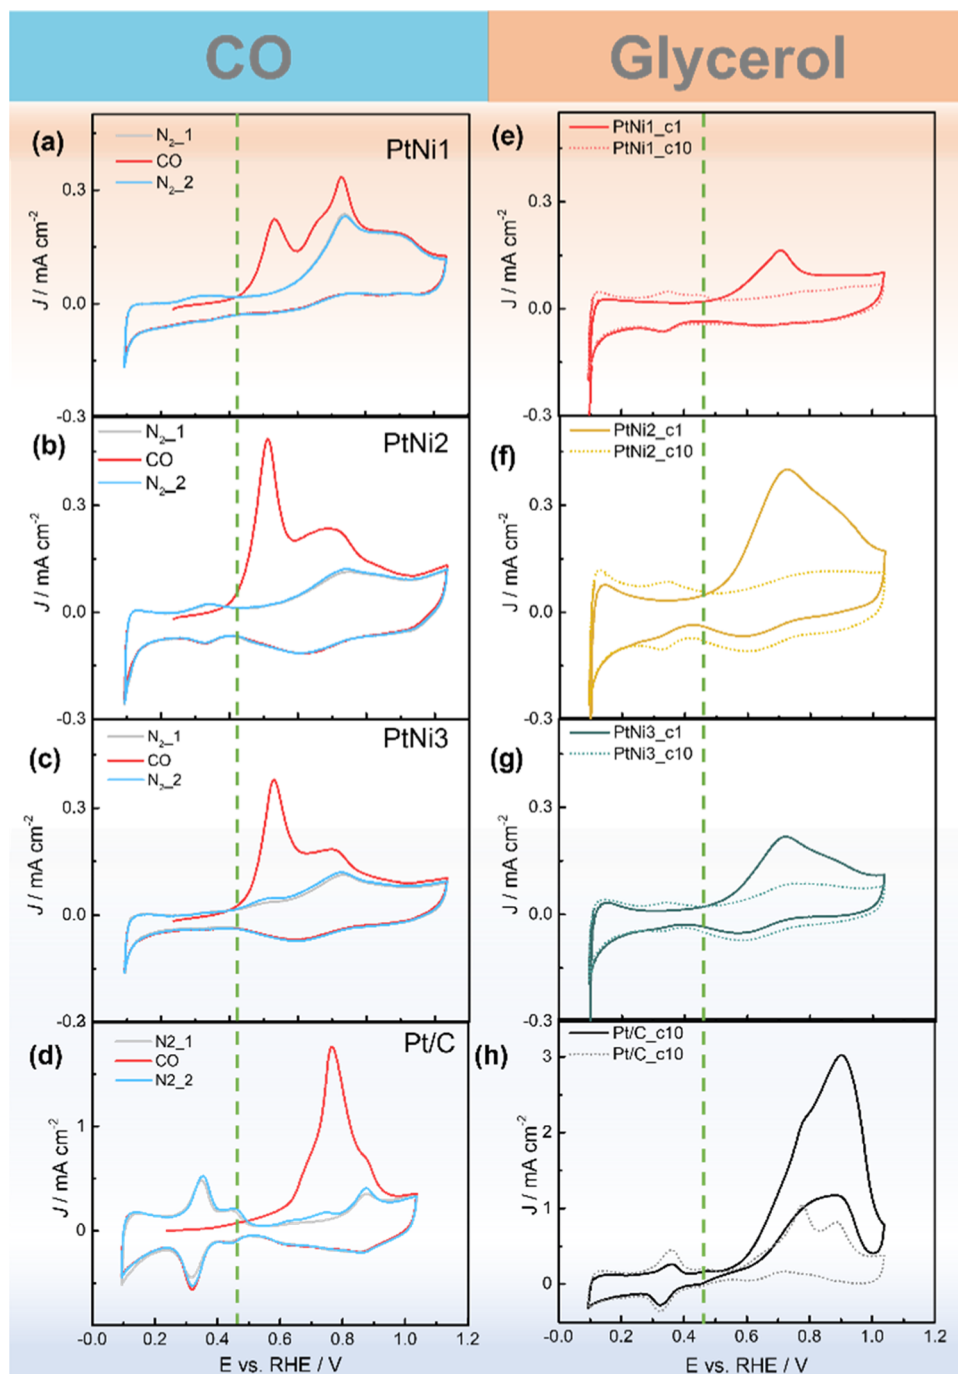 CO Glycerol
(a) N₂_1 PtNi1
CO
N₂_2
0.3
0.0
-0.3
J / mA cm⁻²
(e) PtNi1_c1
PtNi1_c10
0.3
0.0
-0.3
J / mA cm⁻²
(b) N₂_1 PtNi2
CO
N₂_2
0.3
0.0
-0.3
J / mA cm⁻²
(f) PtNi2_c1
PtNi2_c10
0.3
0.0
-0.3
J / mA cm⁻²
(c) N₂_1 PtNi3
CO
N₂_2
0.3
0.0
J / mA cm⁻²
(g) PtNi3_c1
PtNi3_c10
0.3
0.0
-0.3
J / mA cm⁻²
(d) N2_1 Pt/C
CO
N2_2
1
0
J / mA cm⁻²
-0.0 0.2 0.4 0.6 0.8 1.0 1.2
E vs. RHE / V
(h) Pt/C_c10
Pt/C_c10
3
2
1
0
J / mA cm⁻²
-0.0 0.2 0.4 0.6 0.8 1.0 1.2
E vs. RHE / V